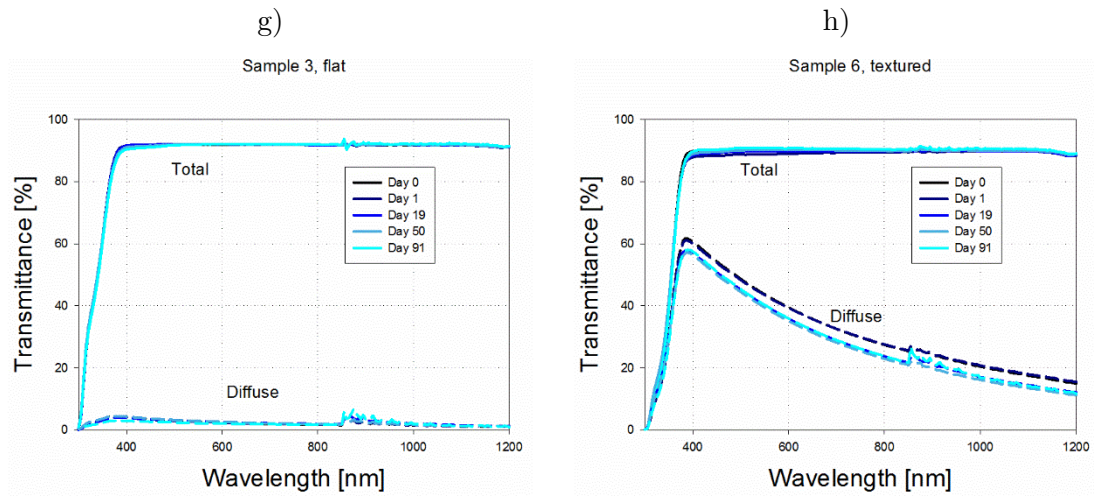 g)
Sample 3, flat
Transmittance [%]
100
80
60
40
20
0
Total
Day 0
Day 1
Day 19
Day 50
Day 91
Diffuse
400
600
800
1000
1200
Wavelength [nm]
h)
Sample 6, textured
Transmittance [%]
100
80
60
40
20
0
Total
Day 0
Day 1
Day 19
Day 50
Day 91
Diffuse
400
600
800
1000
1200
Wavelength [nm]